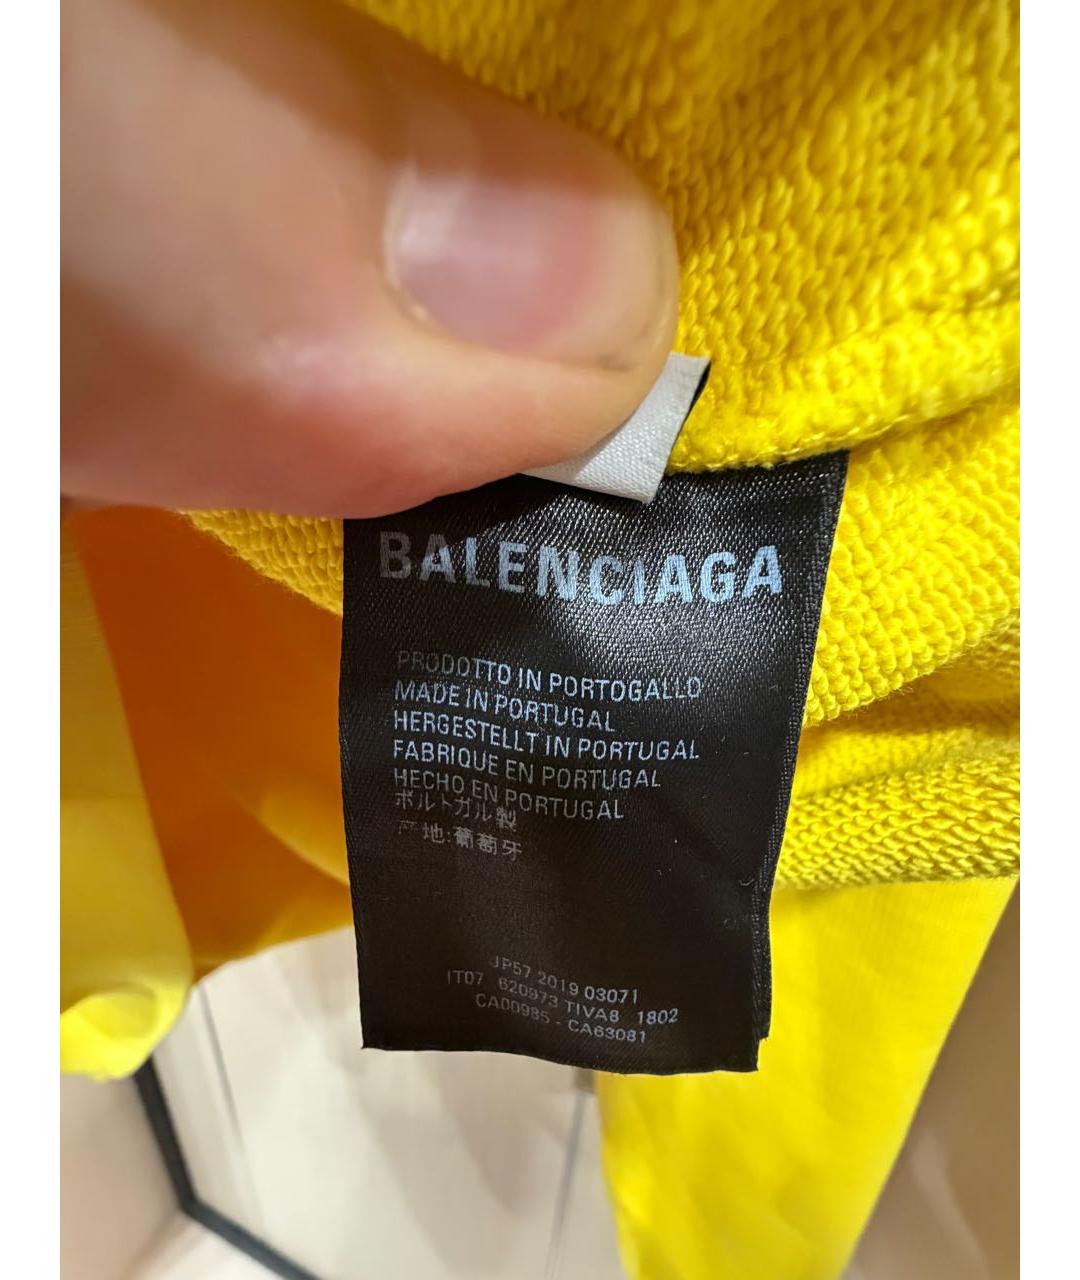 BALENCIAGA
PRODOTTO IN PORTOGALLO
MADE IN PORTUGAL
HERGESTELLT IN PORTUGAL
FABRIQUE EN PORTUGAL
HECHO EN PORTUGAL
ポルトガル製
产地:葡萄牙
JP57 2019 03071
IT07 620973 TIVA8 1802
CA00985 - CA63081